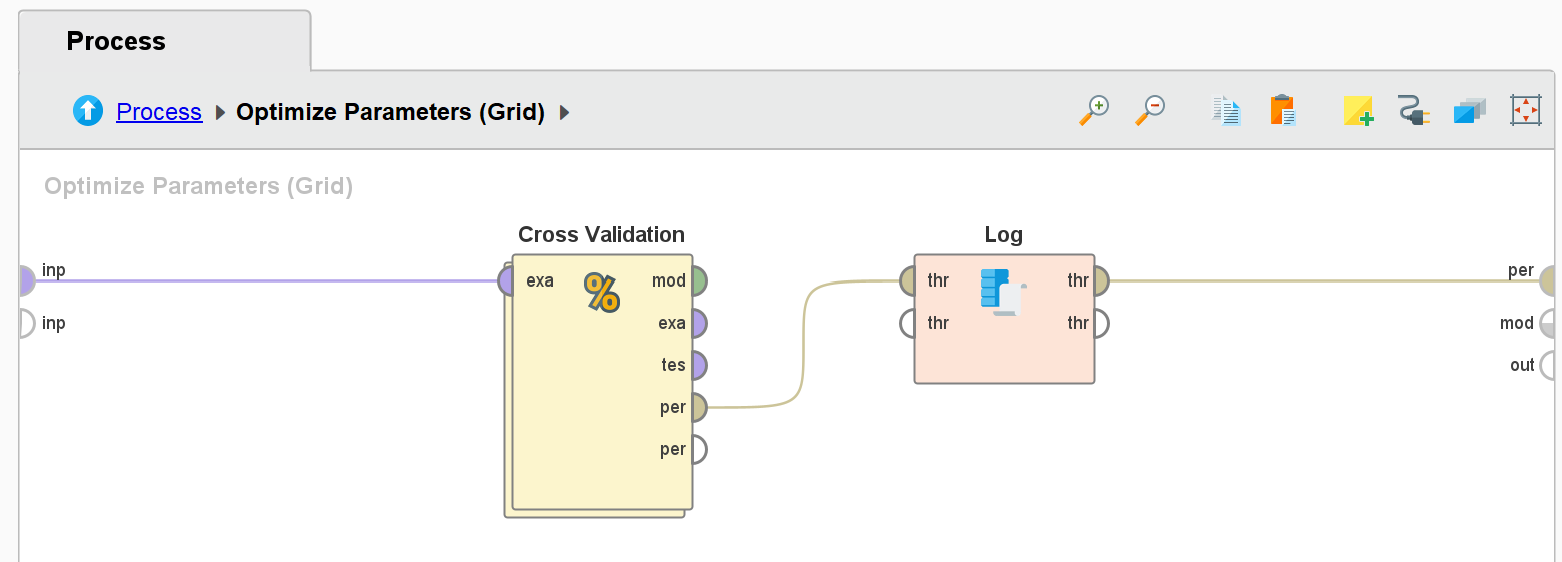 Process
Process Optimize Parameters (Grid)
Optimize Parameters (Grid)
Cross Validation
Log
inp
exa
mod
thr
thr
per
inp
exa
thr
thr
mod
tes
out
per
per